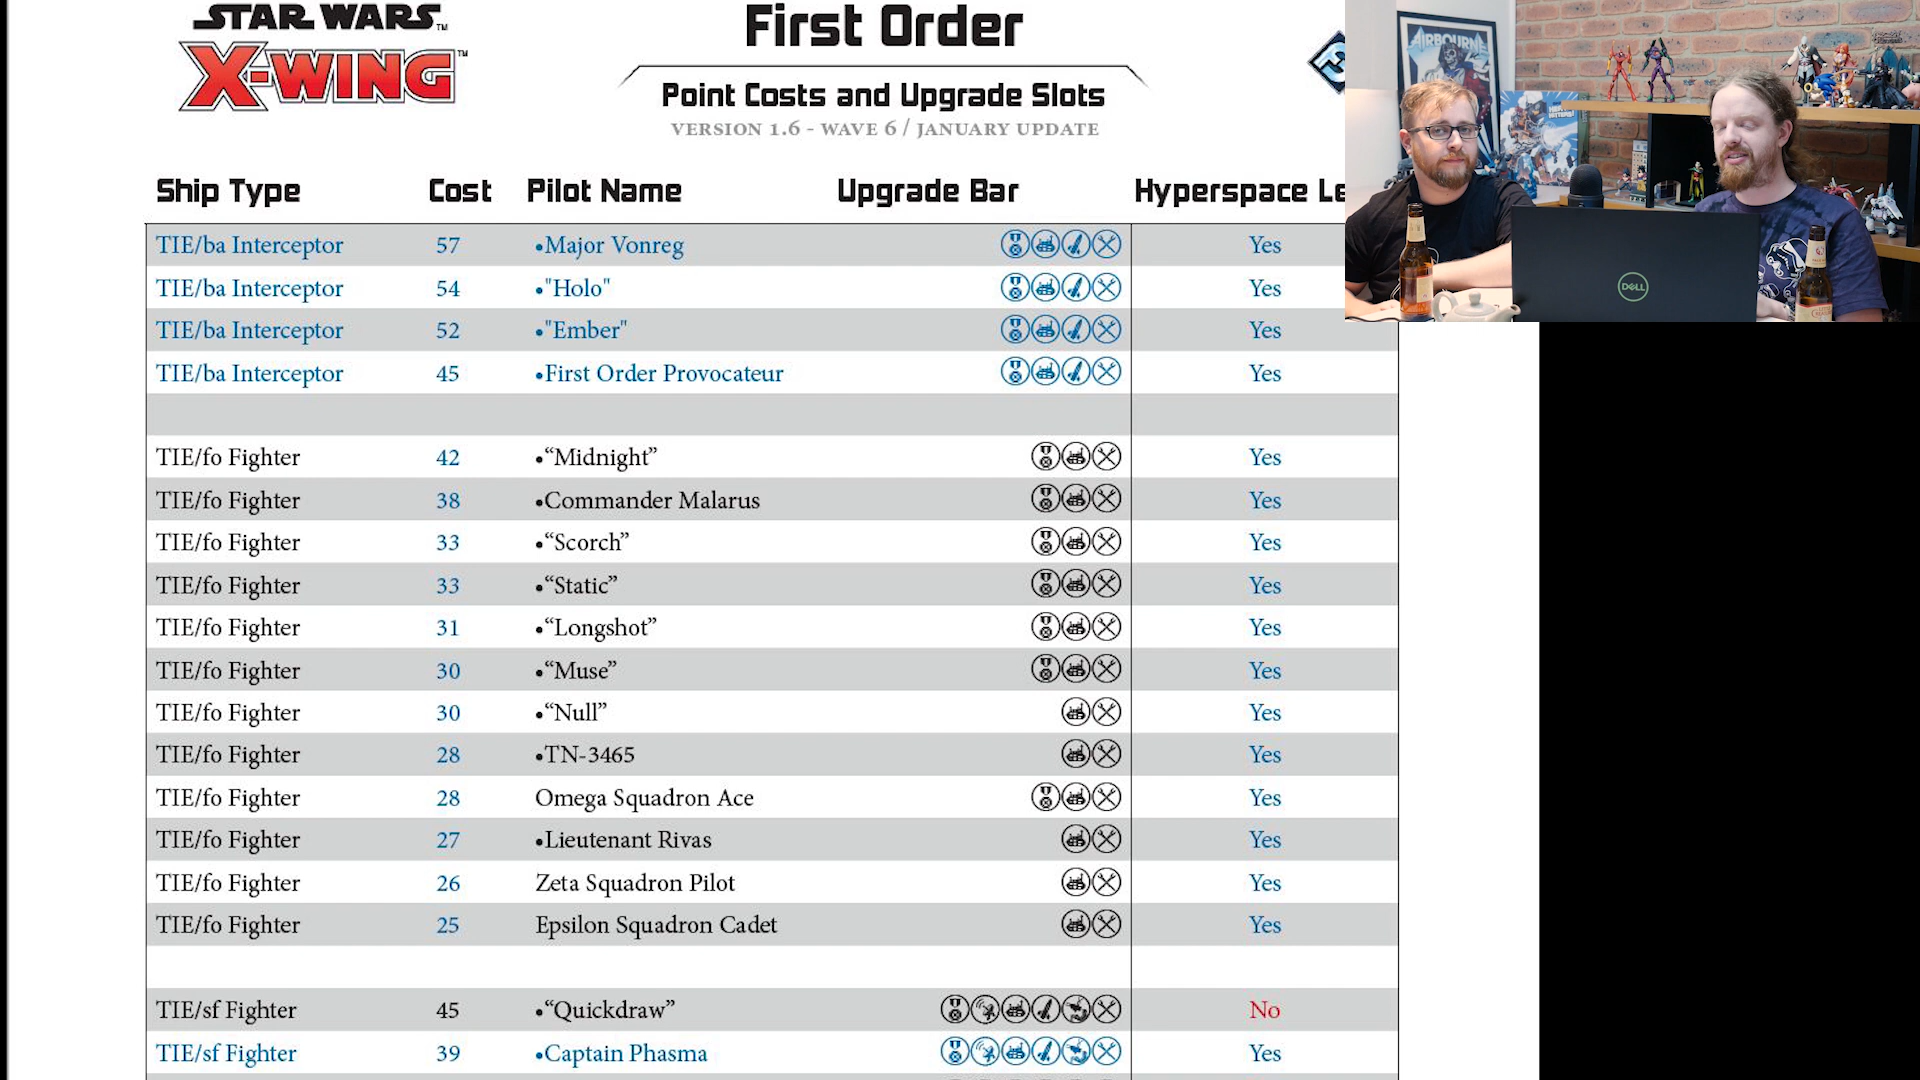 STAR WARS™
X-WING™
First Order
Point Costs and Upgrade Slots
VERSION 1.6 - WAVE 6 / JANUARY UPDATE
Ship Type Cost Pilot Name Upgrade Bar Hyperspace Le
TIE/ba Interceptor 57 •Major Vonreg Yes
TIE/ba Interceptor 54 •"Holo" Yes
TIE/ba Interceptor 52 •"Ember" Yes
TIE/ba Interceptor 45 •First Order Provocateur Yes
TIE/fo Fighter 42 •“Midnight” Yes
TIE/fo Fighter 38 •Commander Malarus Yes
TIE/fo Fighter 33 •“Scorch” Yes
TIE/fo Fighter 33 •“Static” Yes
TIE/fo Fighter 31 •“Longshot” Yes
TIE/fo Fighter 30 •“Muse” Yes
TIE/fo Fighter 30 •“Null” Yes
TIE/fo Fighter 28 •TN-3465 Yes
TIE/fo Fighter 28 Omega Squadron Ace Yes
TIE/fo Fighter 27 •Lieutenant Rivas Yes
TIE/fo Fighter 26 Zeta Squadron Pilot Yes
TIE/fo Fighter 25 Epsilon Squadron Cadet Yes
TIE/sf Fighter 45 •“Quickdraw” No
TIE/sf Fighter 39 •Captain Phasma Yes
AIRBOURNE
DELL